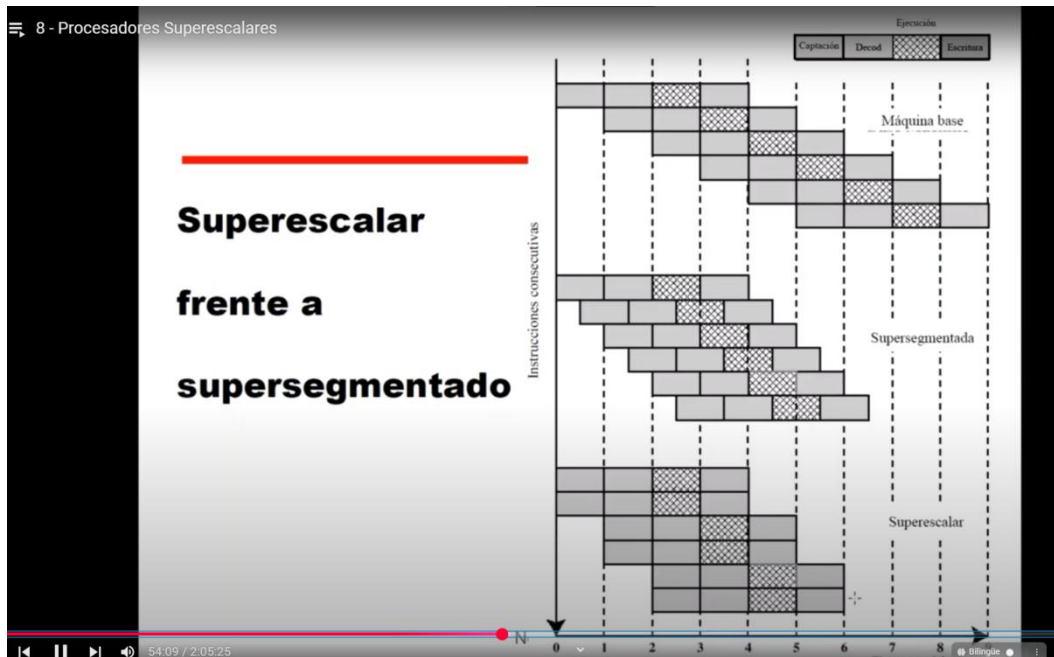 8 - Procesadores Superescalares
Ejecución
Captación Decod Escritura
Máquina base
Superescalar
frente a
supersegmentado
Instrucciones consecutivas
Supersegmentada
Superescalar
N
0 1 2 3 4 5 6 7 8
54:09 / 2:05:25
Bilingüe